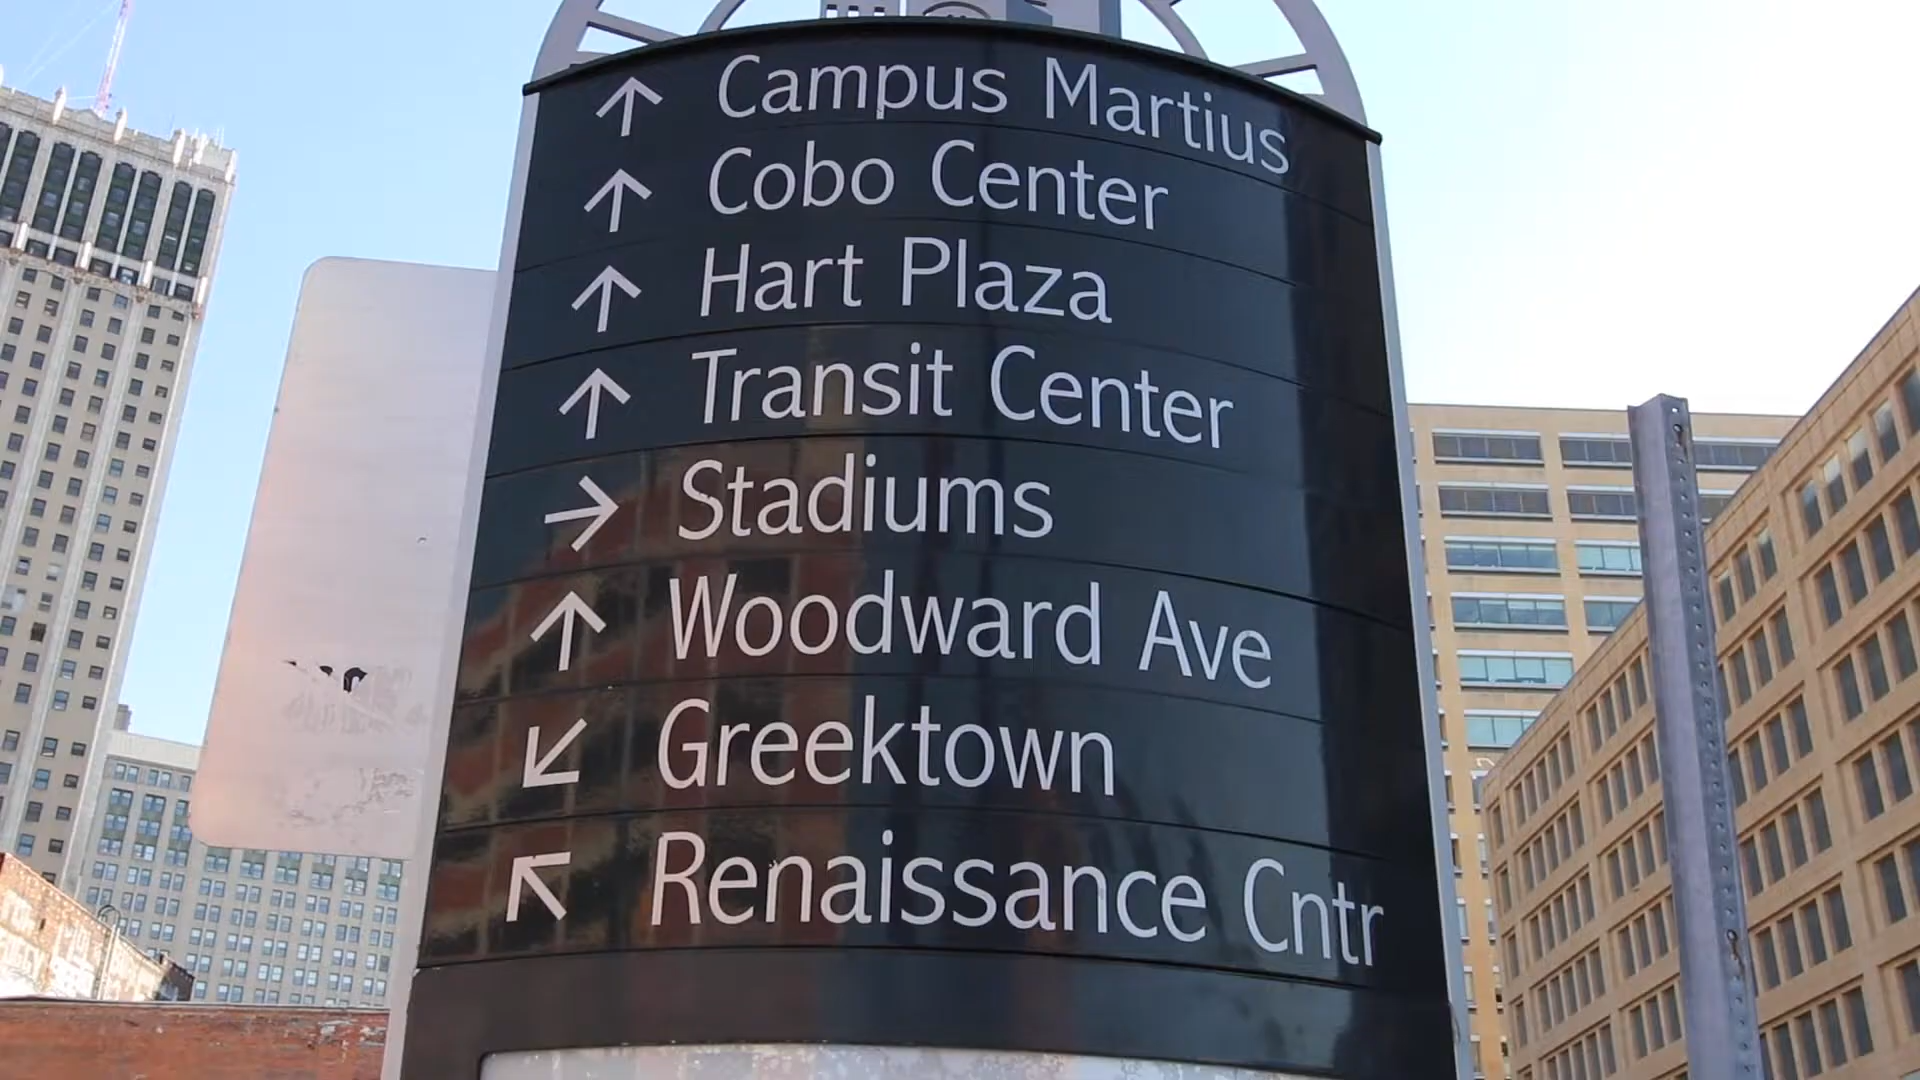 ↑ Campus Martius
↑ Cobo Center
↑ Hart Plaza
↑ Transit Center
→ Stadiums
↑ Woodward Ave
↙ Greektown
↖ Renaissance Cntr